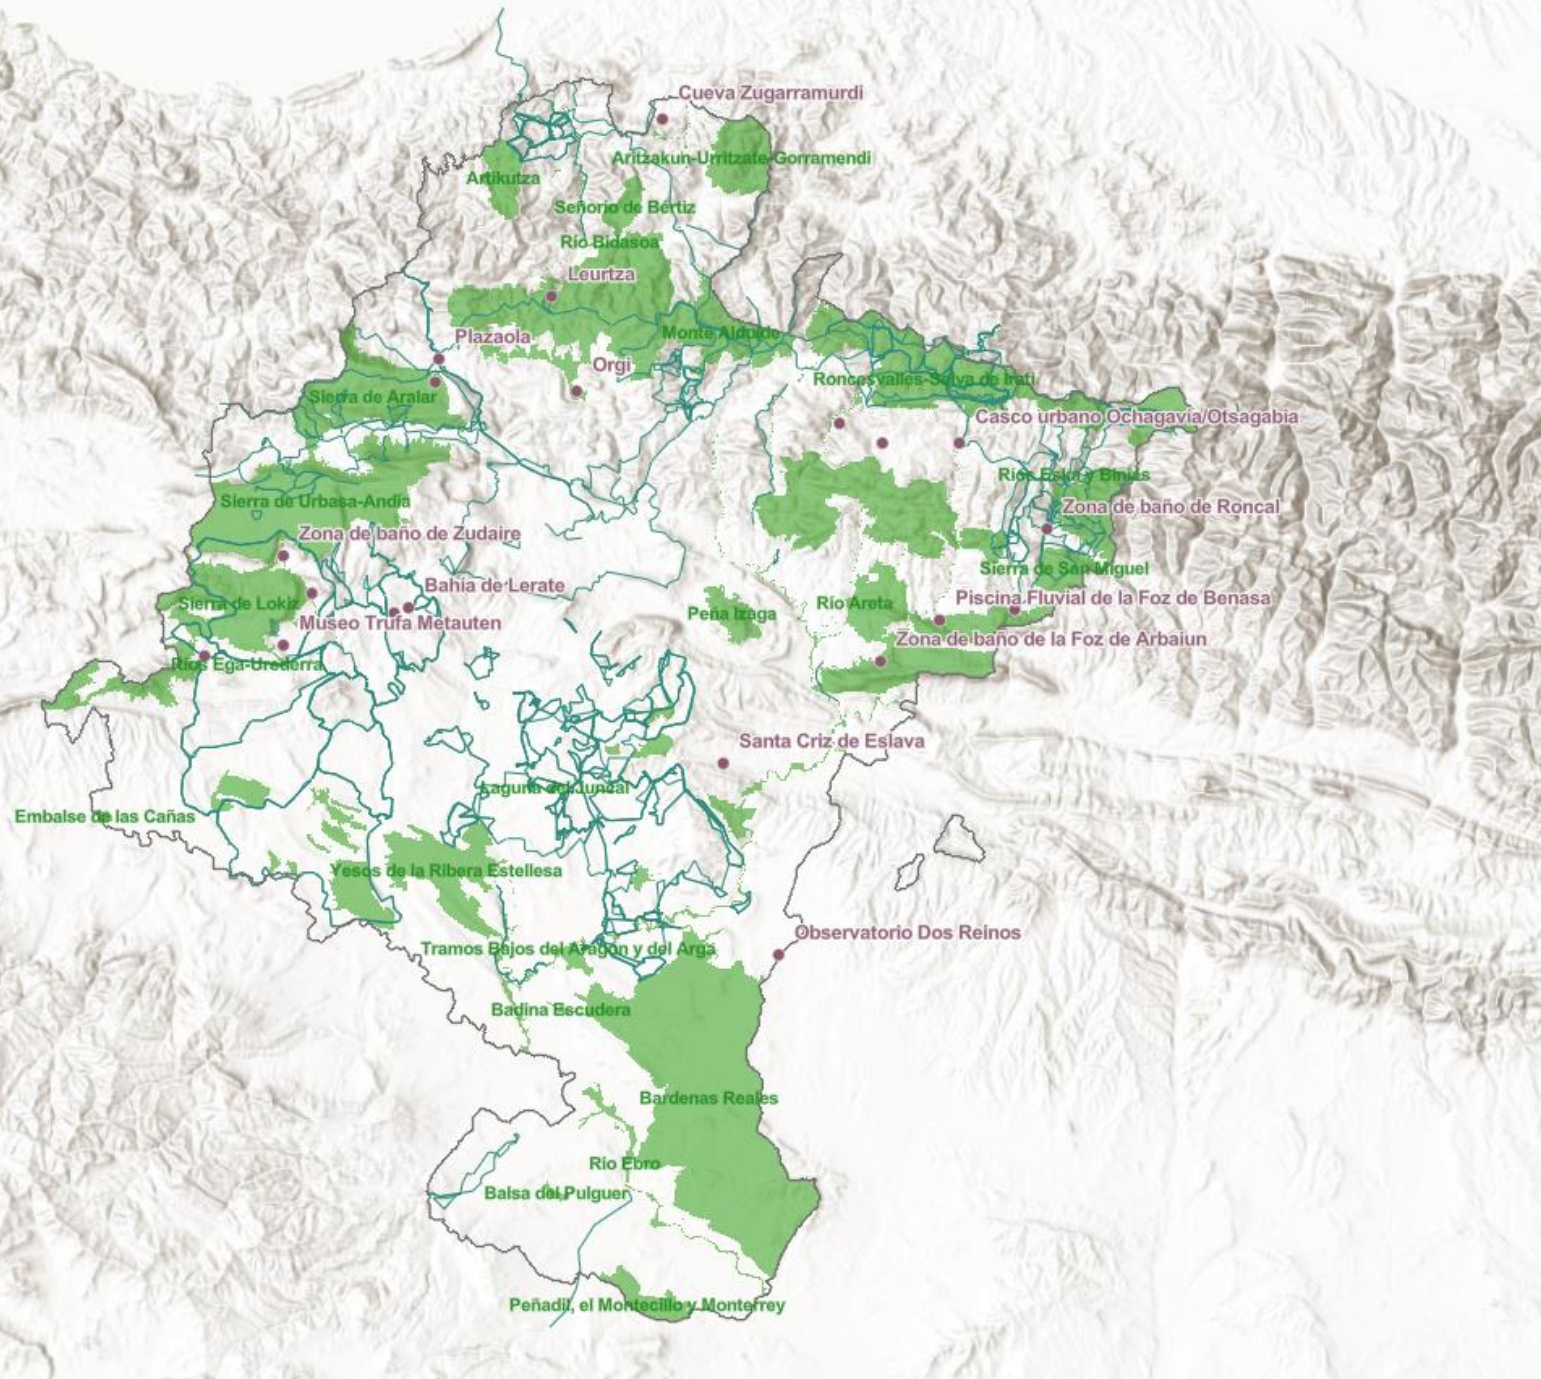 Cueva Zugarramurdi
Aritzakun-Urritzate-Gorramendi
Artikutza
Señorío de Bértiz
Río Bidasoa
Leurtza
Monte Alduide
Plazaola
Orgi
Roncesvalles-Selva de Irati
Sierra de Aralar
Casco urbano Ochagavía/Otsagabia
Ríos Eska y Biniés
Sierra de Urbasa-Andia
Zona de baño de Roncal
Zona de baño de Zudaire
Sierra de San Miguel
Bahía de Lerate
Piscina Fluvial de la Foz de Benasa
Sierra de Lokiz
Río Areta
Peña Izaga
Museo Trufa Metauten
Zona de baño de la Foz de Arbaiun
Ríos Ega-Urederra
Santa Criz de Eslava
Laguna del Juncal
Embalse de las Cañas
Yesos de la Ribera Estellesa
Observatorio Dos Reinos
Tramos Bajos del Aragón y del Arga
Badina Escudera
Bardenas Reales
Río Ebro
Balsa del Pulguer
Peñadil, el Montecillo y Monterrey